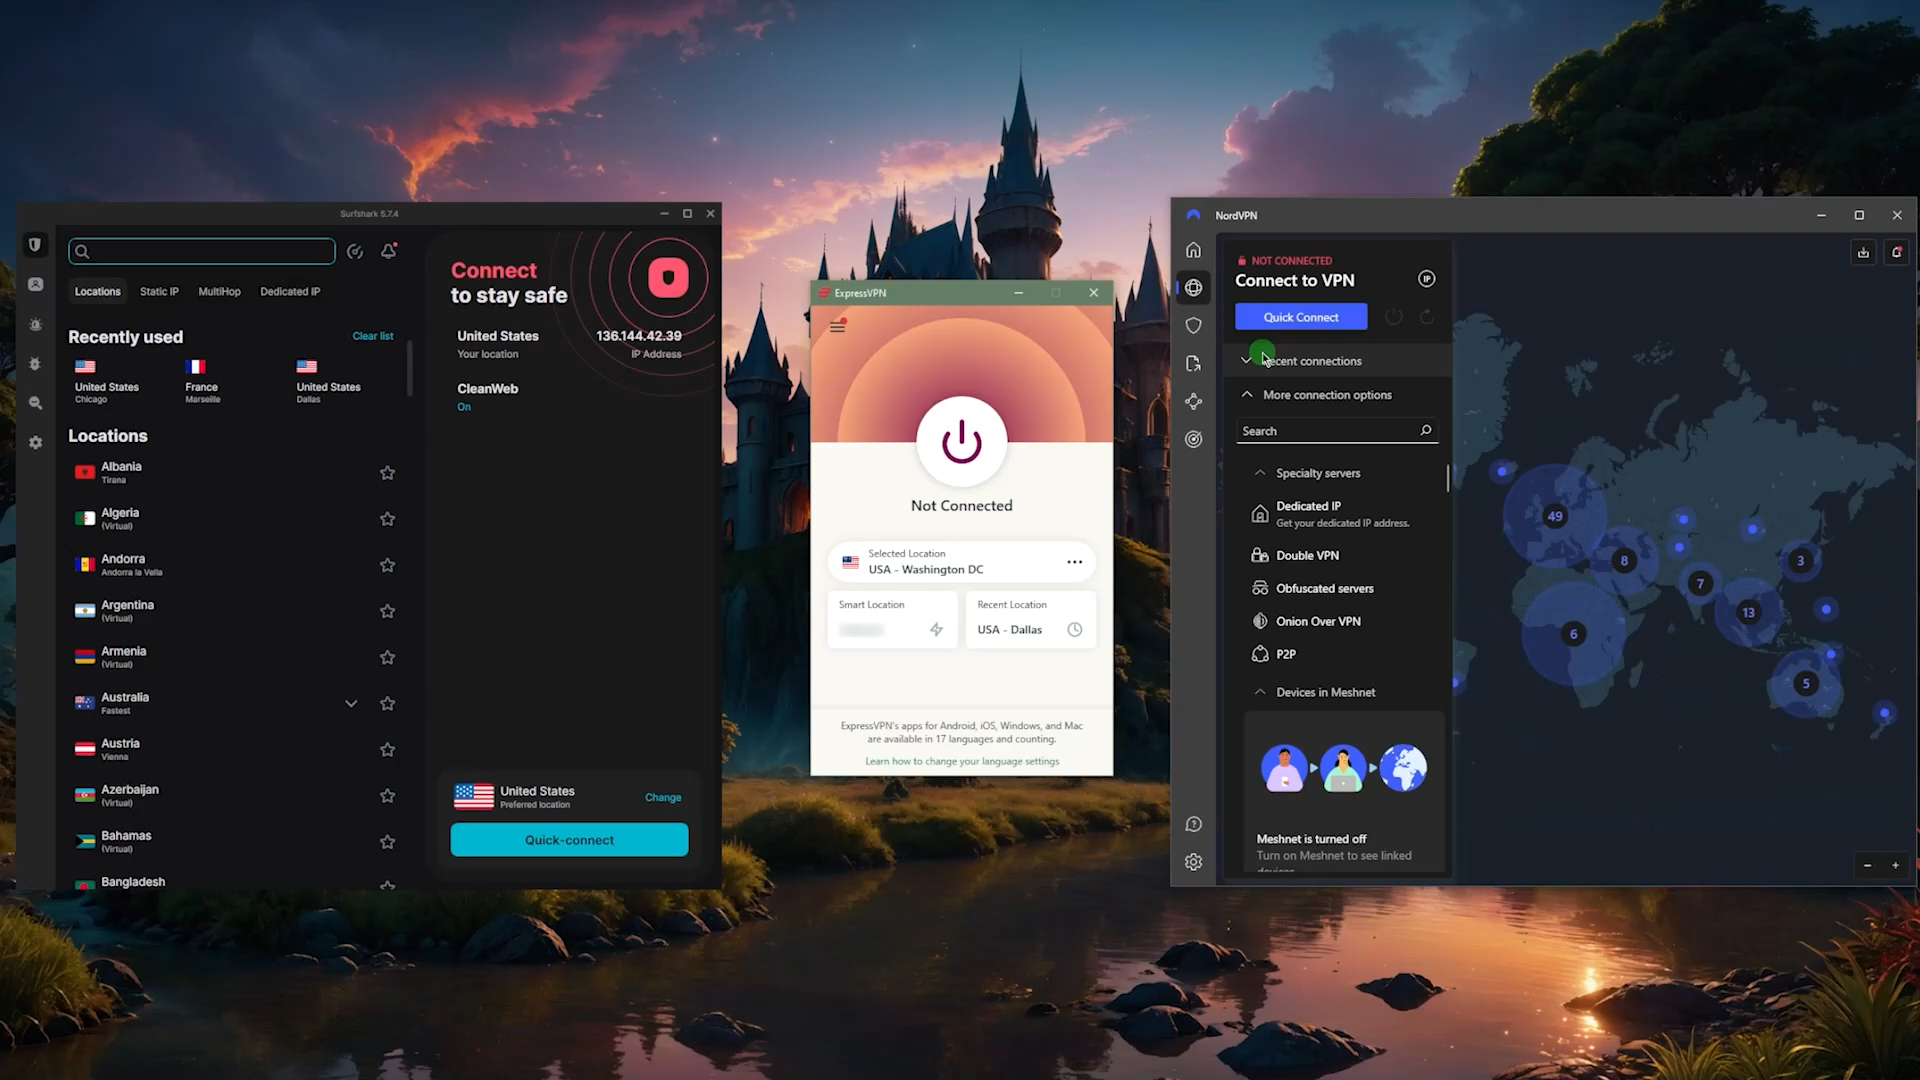 Surfshark 5.7.4
Locations
Static IP
MultiHop
Dedicated IP
Recently used
Clear list
United States
Chicago
France
Marseille
United States
Dallas
Locations
Albania
Tirana
Algeria
(Virtual)
Andorra
Andorra la Vella
Argentina
(Virtual)
Armenia
(Virtual)
Australia
Fastest
Austria
Vienna
Azerbaijan
(Virtual)
Bahamas
(Virtual)
Bangladesh
Connect
to stay safe
United States
136.144.42.39
Your location
IP Address
CleanWeb
On
United States
Preferred location
Change
Quick-connect
ExpressVPN
Not Connected
Selected Location
USA - Washington DC
Smart Location
Recent Location
USA - Dallas
ExpressVPN's apps for Android, iOS, Windows, and Mac
are available in 17 languages and counting.
Learn how to change your language settings
NordVPN
NOT CONNECTED
Connect to VPN
IP
Quick Connect
connections
More connection options
Search
Specialty servers
Dedicated IP
Get your dedicated IP address.
Double VPN
Obfuscated servers
Onion Over VPN
P2P
Devices in Meshnet
Meshnet is turned off
Turn on Meshnet to see linked
49
8
3
7
13
6
5